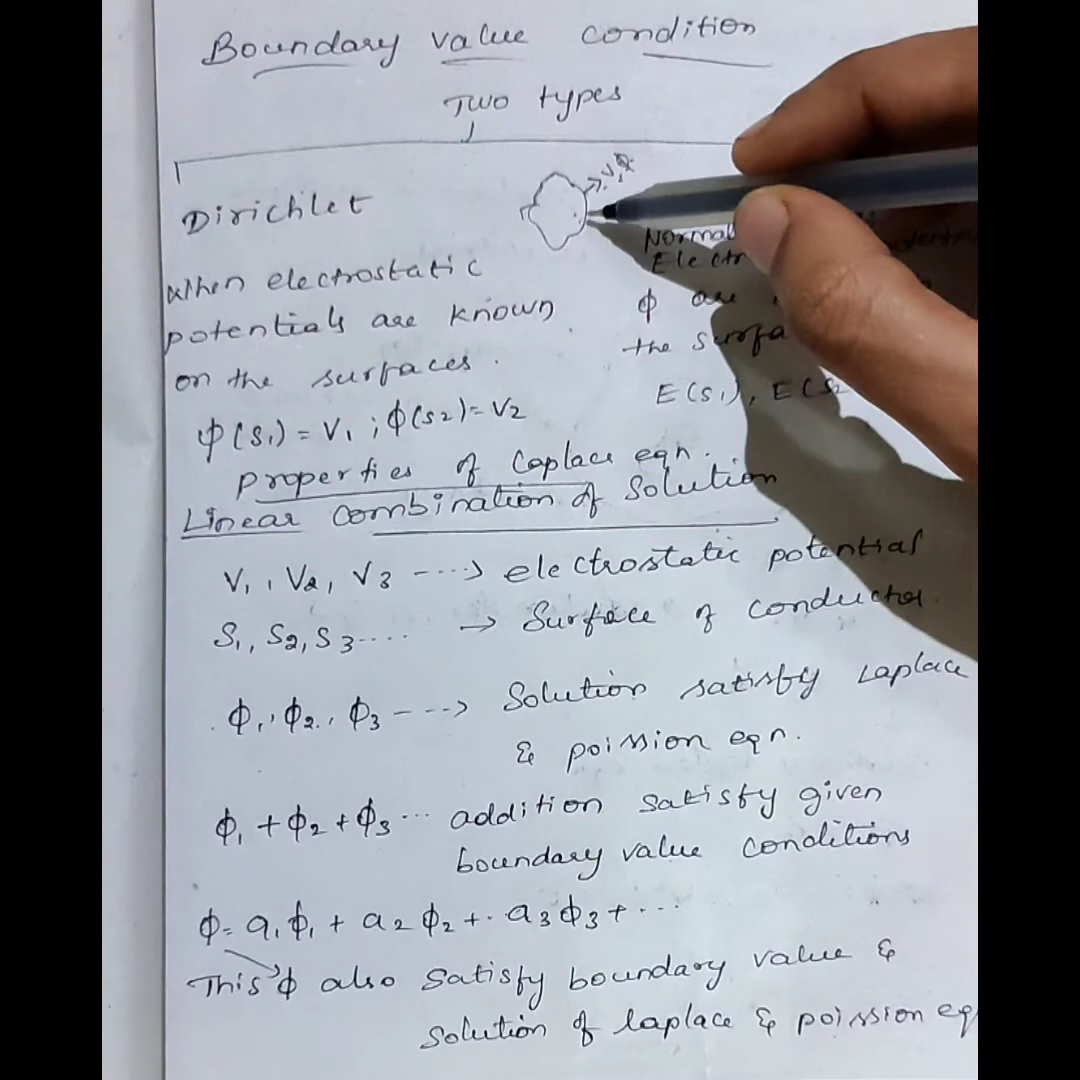 Boundary value condition
Two types
Dirichlet
When electrostatic
potentials are known
on the surfaces.
φ(S1) = V1 ; φ(S2) = V2
Normal
Electr
φ are
the surfa
E(S1), E(S2
properties of Laplace eqn.
Linear combination of solution
V1, V2, V3 ----> electrostatic potential
S1, S2, S3 .... → Surface of conductor
φ1, φ2, φ3 ----> Solution satisfy Laplace
& poission eqn.
φ1 + φ2 + φ3 ... addition satisfy given
boundary value conditions
φ = a1φ1 + a2φ2 + a3φ3 + ...
This φ also satisfy boundary value &
solution of laplace & poission eq